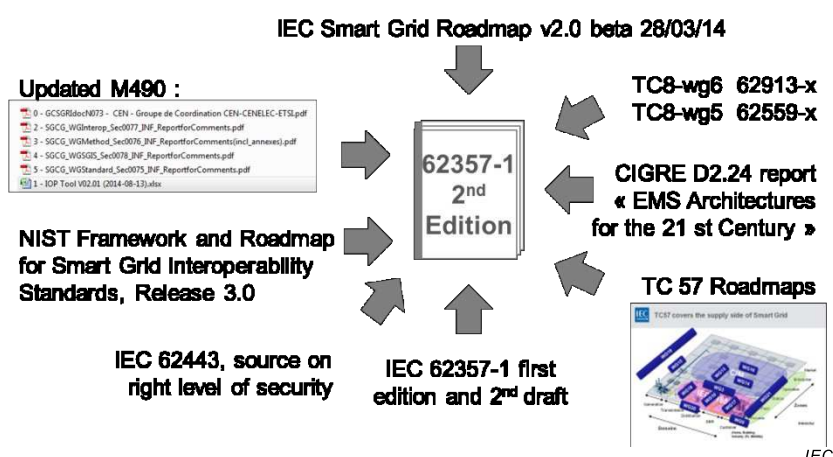 IEC Smart Grid Roadmap v2.0 beta 28/03/14
Updated M490 :
0 - GCSGRIdocN073 - CEN - Groupe de Coordination CEN-CENELEC-ETSI.pdf
2 - SGCG_WGInterop_Sec0077_INF_ReportforComments.pdf
3 - SGCG_WGMethod_Sec0076_INF_ReportforComments(incl_annexes).pdf
4 - SGCG_WGSGIS_Sec0078_INF_ReportforComments.pdf
5 - SGCG_WGStandard_Sec0075_INF_ReportforComments.pdf
1 - IOP Tool V02.01 (2014-08-13).xlsx
TC8-wg6 62913-x
TC8-wg5 62559-x
62357-1
2nd
Edition
CIGRE D2.24 report
« EMS Architectures
for the 21 st Century »
NIST Framework and Roadmap
for Smart Grid Interoperability
Standards, Release 3.0
TC 57 Roadmaps
IEC
TC57 covers the supply side of Smart Grid
IEC 62443, source on
right level of security
IEC 62357-1 first
edition and 2nd draft
IEC